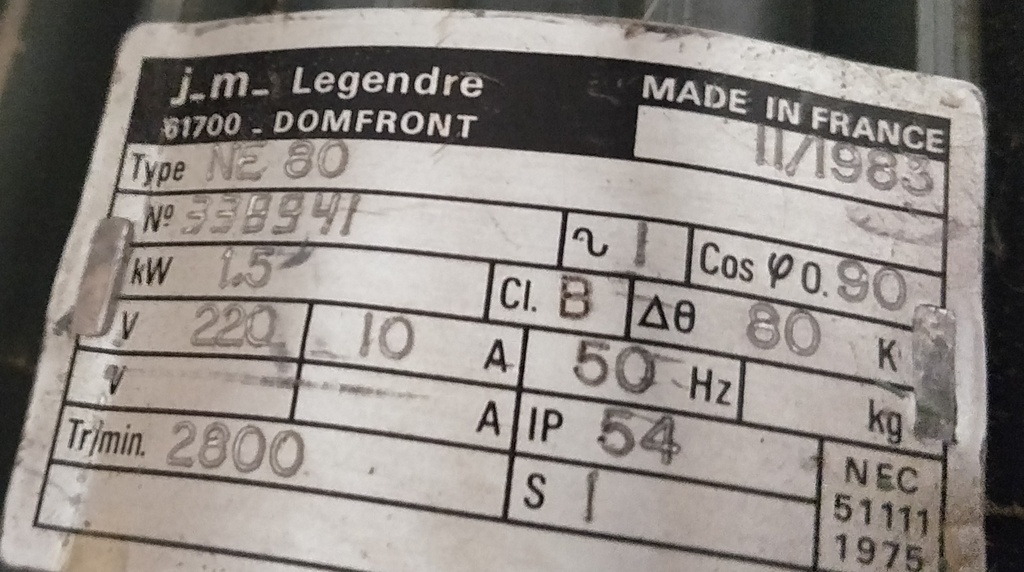 j.m. Legendre
61700 - DOMFRONT
MADE IN FRANCE
11/1983
Type NE 80
Nº 338941 ~ 1 Cos φ 0.90
kW 1.5 Cl. B Δθ 80 K
V 220 10 A 50 Hz kg
V A IP 54
Tr/min. 2800 S 1
NEC
51111
1975